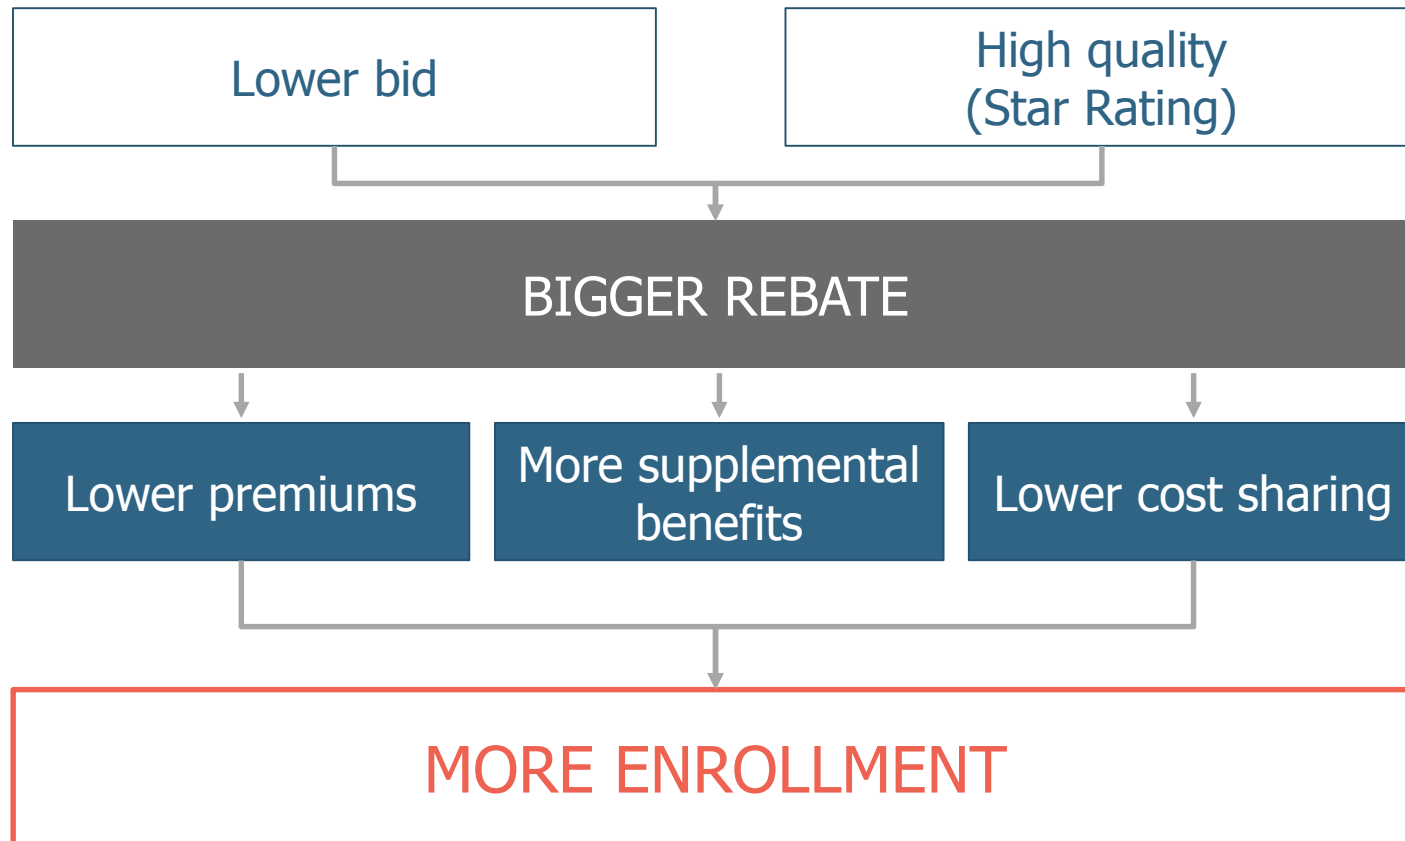 Lower bid
High quality
(Star Rating)
BIGGER REBATE
Lower premiums
More supplemental
benefits
Lower cost sharing
MORE ENROLLMENT